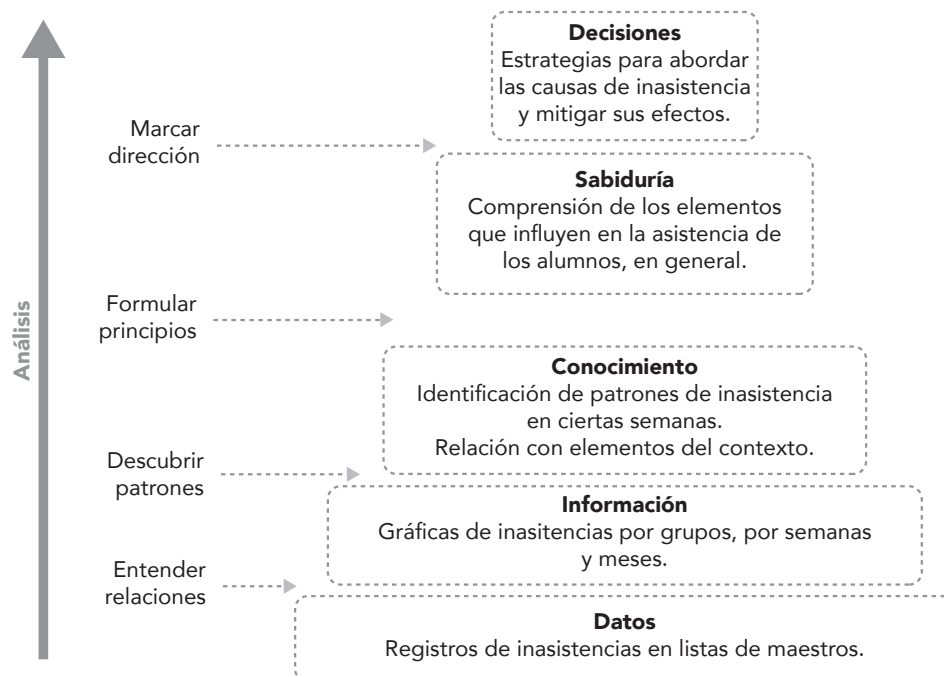 Decisiones
Estrategias para abordar
las causas de inasistencia
y mitigar sus efectos.
Marcar
dirección
Sabiduría
Comprensión de los elementos
que influyen en la asistencia de
los alumnos, en general.
Análisis
Formular
principios
Conocimiento
Identificación de patrones de inasistencia
en ciertas semanas.
Relación con elementos del contexto.
Descubrir
patrones
Información
Gráficas de inasitencias por grupos, por semanas
y meses.
Entender
relaciones
Datos
Registros de inasistencias en listas de maestros.